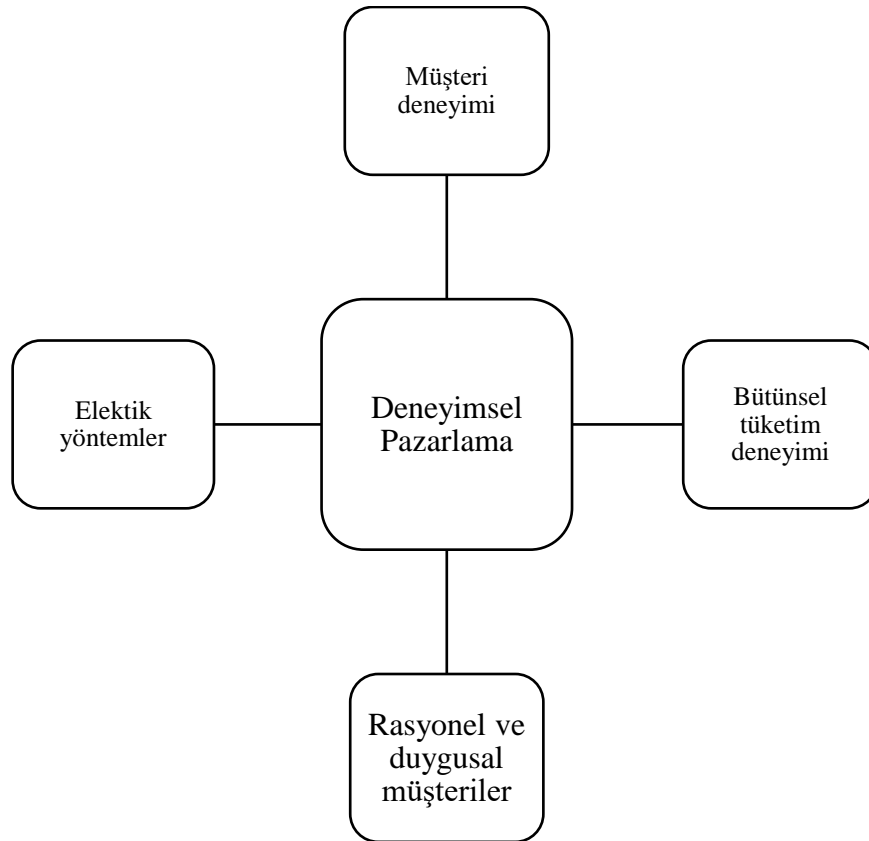 Müşteri
deneyimi
Elektik
yöntemler
Deneyimsel
Pazarlama
Bütünsel
tüketim
deneyimi
Rasyonel ve
duygusal
müşteriler